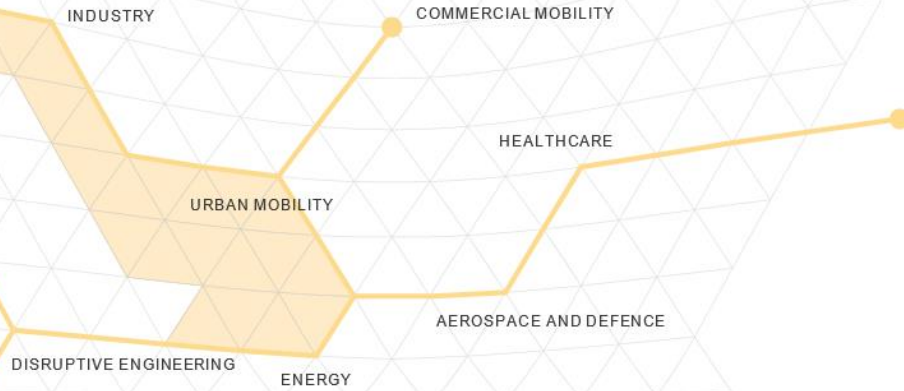 INDUSTRY
COMMERCIAL MOBILITY
HEALTHCARE
URBAN MOBILITY
AEROSPACE AND DEFENCE
DISRUPTIVE ENGINEERING
ENERGY